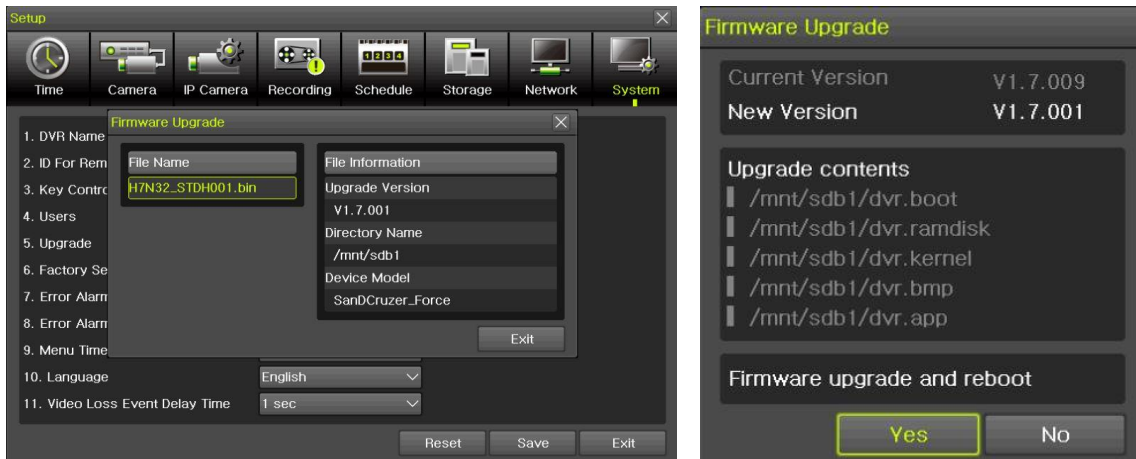 Setup
Time Camera IP Camera Recording Schedule Storage Network System
1. DVR Name
2. ID For Rem
3. Key Contro
4. Users
5. Upgrade
6. Factory Se
7. Error Alarm
8. Error Alarm
9. Menu Time
10. Language English
11. Video Loss Event Delay Time 1 sec
Reset Save Exit
Firmware Upgrade
File Name
H7N32_STDH001.bin
File Information
Upgrade Version
V1.7.001
Directory Name
/mnt/sdb1
Device Model
SanDCruzer_Force
Exit
Firmware Upgrade
Current Version V1.7.009
New Version V1.7.001
Upgrade contents
/mnt/sdb1/dvr.boot
/mnt/sdb1/dvr.ramdisk
/mnt/sdb1/dvr.kernel
/mnt/sdb1/dvr.bmp
/mnt/sdb1/dvr.app
Firmware upgrade and reboot
Yes No